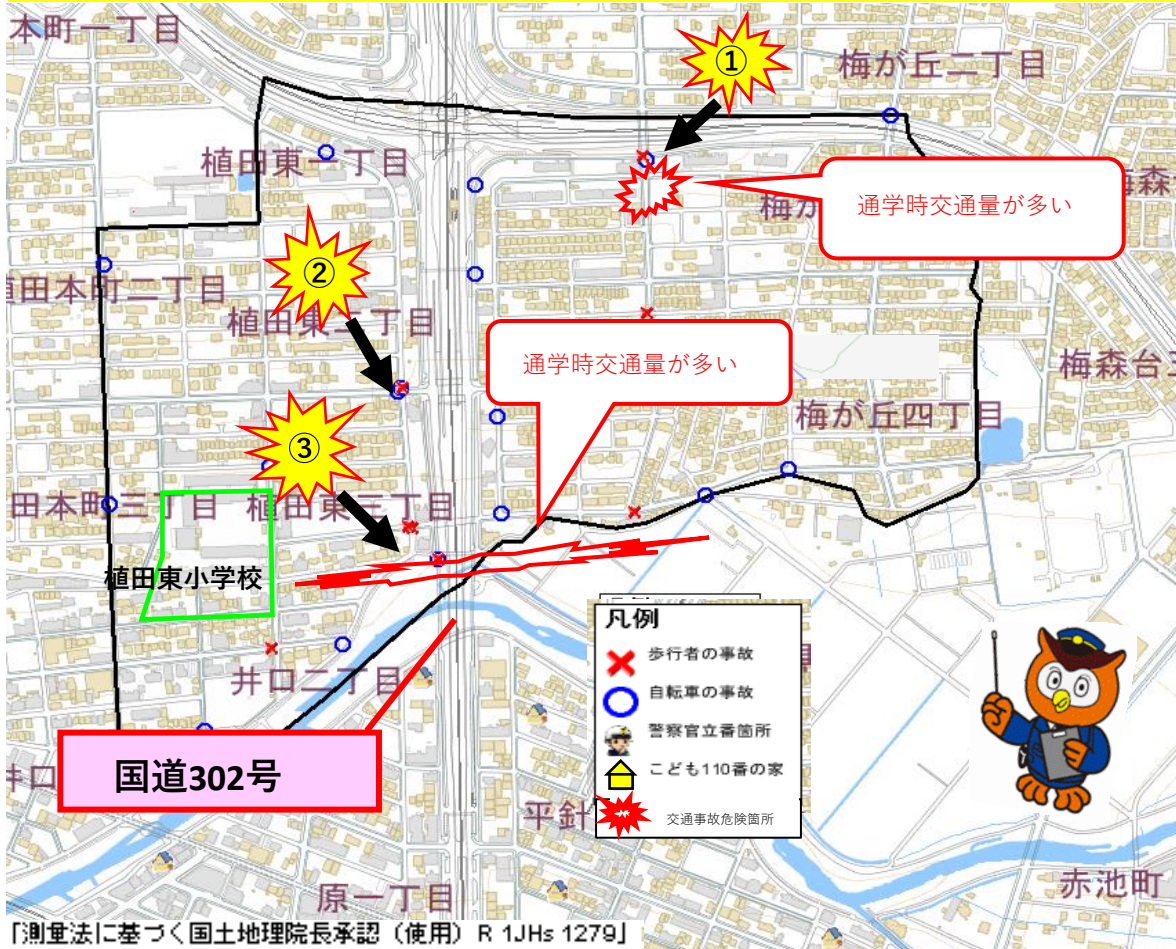 本町一丁目
①
梅が丘二丁目
植田東一丁目
梅森
梅が
通学時交通量が多い
②
植田本町二丁目
植田東二丁目
通学時交通量が多い
梅森台
③
梅が丘四丁目
田本町三丁目
植田東三丁目
植田東小学校
凡例
歩行者の事故
自転車の事故
警察官立番箇所
こども110番の家
交通事故危険箇所
井口二丁目
国道302号
井口
平針
原一丁目
赤池町
「測量法に基づく国土地理院長承認（使用）R 1JHs 1279」